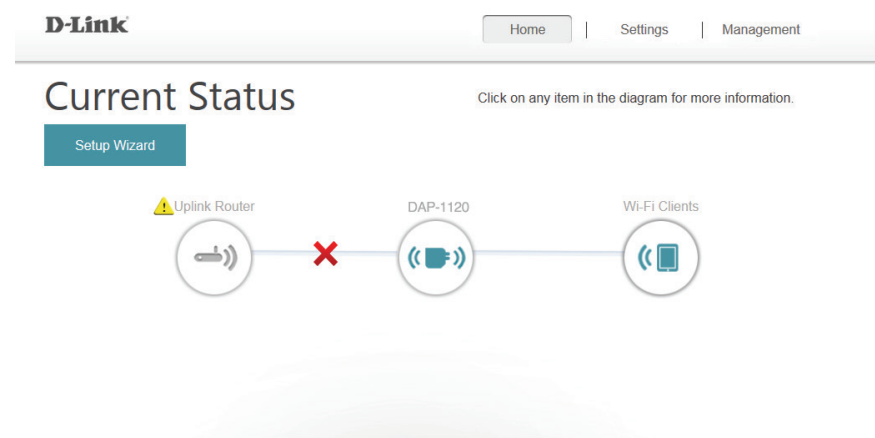 D-Link
Home | Settings | Management
Current Status
Click on any item in the diagram for more information.
Setup Wizard
Uplink Router
DAP-1120
Wi-Fi Clients